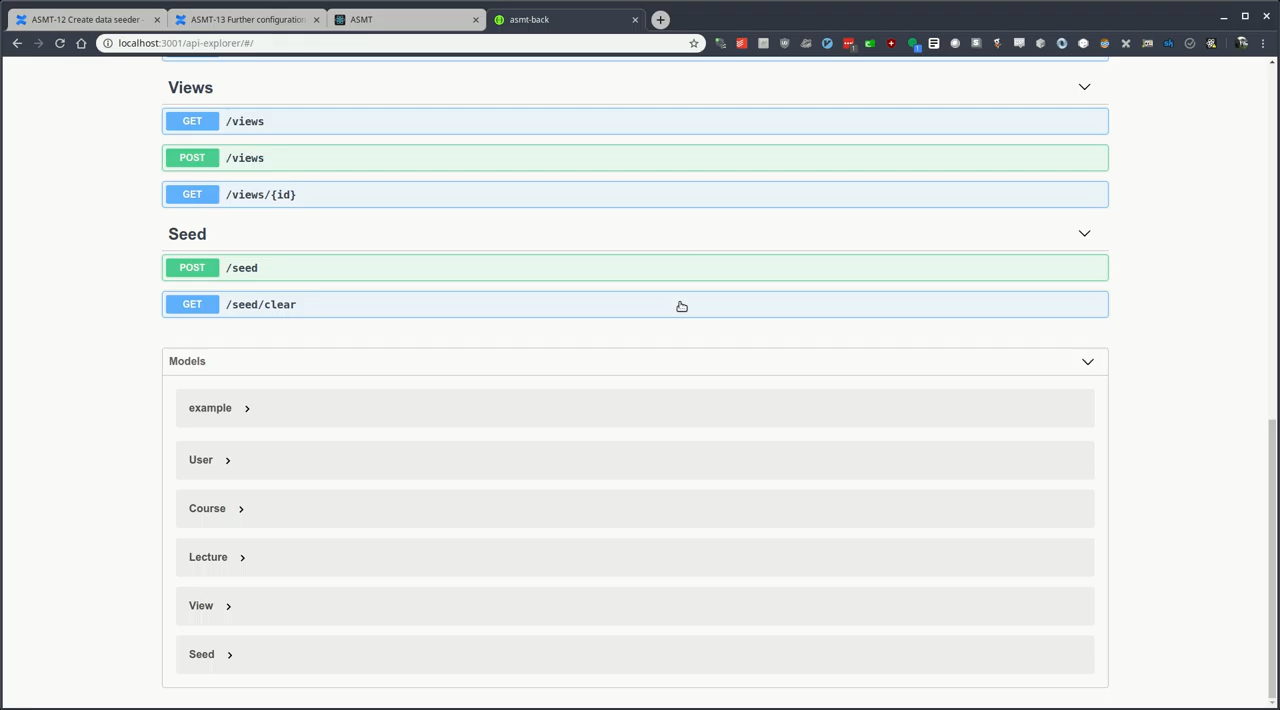 ASMT-12 Create data seeder
ASMT-13 Further configuration
ASMT
asmt-back
localhost:3001/api-explorer/#/
Views
GET /views
POST /views
GET /views/{id}
Seed
POST /seed
GET /seed/clear
Models
example
User
Course
Lecture
View
Seed